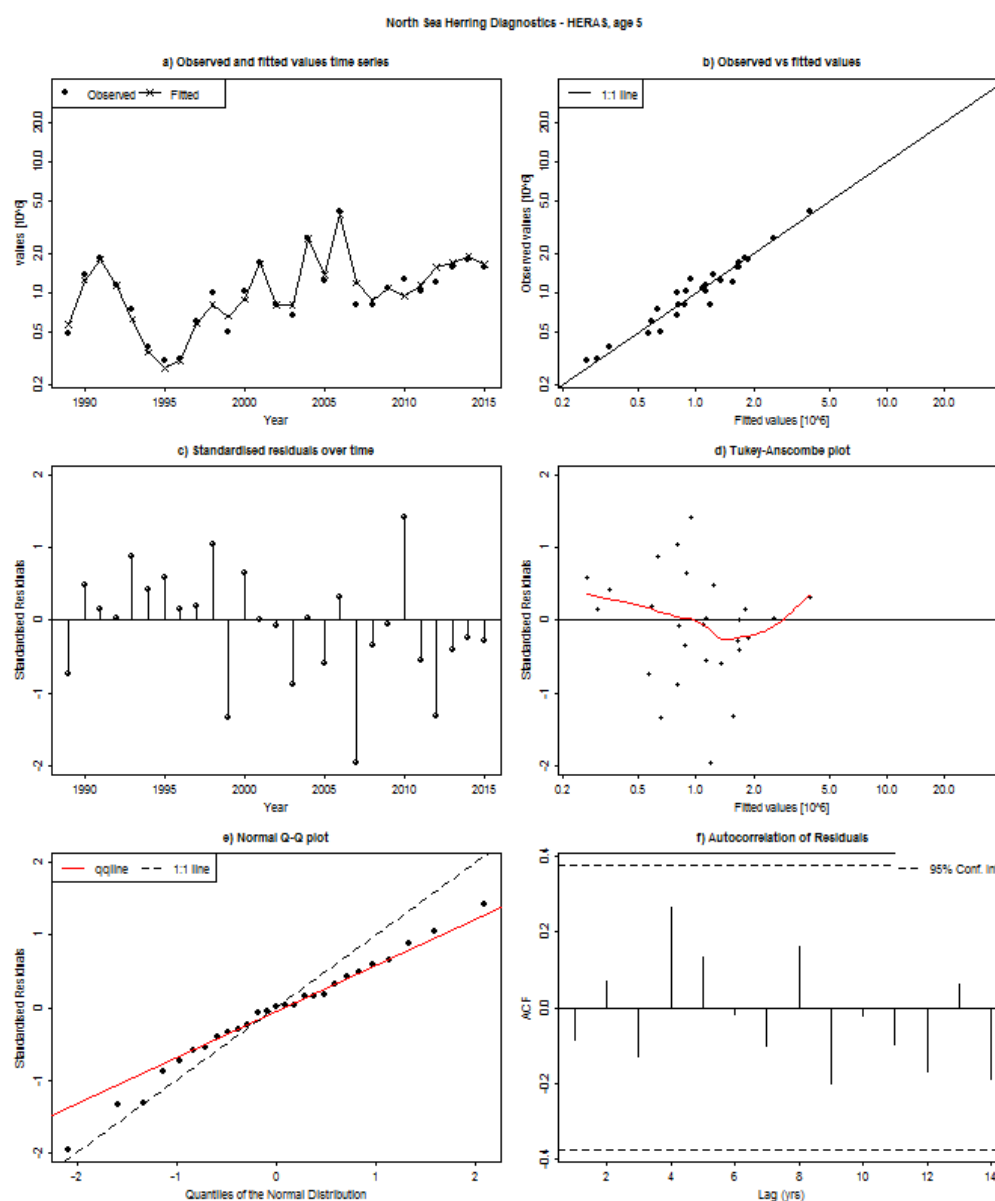 North Sea Herring Diagnostics - HERAS, age 5
a) Observed and fitted values time series
Observed Fitted
values [10^6]
0.2 0.5 1.0 2.0 5.0 10.0 20.0
1990 1995 2000 2005 2010 2015
Year
b) Observed vs fitted values
1:1 line
Observed values [10^6]
0.2 0.5 1.0 2.0 5.0 10.0 20.0
0.2 0.5 1.0 2.0 5.0 10.0 20.0
Fitted values [10^6]
c) Standardised residuals over time
Standardised Residuals
-2 -1 0 1 2
1990 1995 2000 2005 2010 2015
Year
d) Tukey-Anscombe plot
Standardised Residuals
-2 -1 0 1 2
0.2 0.5 1.0 2.0 5.0 10.0 20.0
Fitted values [10^6]
e) Normal Q-Q plot
qqline 1:1 line
Standardised Residuals
-2 -1 0 1 2
-2 -1 0 1 2
Quantiles of the Normal Distribution
f) Autocorrelation of Residuals
95% Conf. In
ACF
-0.4 -0.2 0.0 0.2 0.4
2 4 6 8 10 12 14
Lag (yrs)